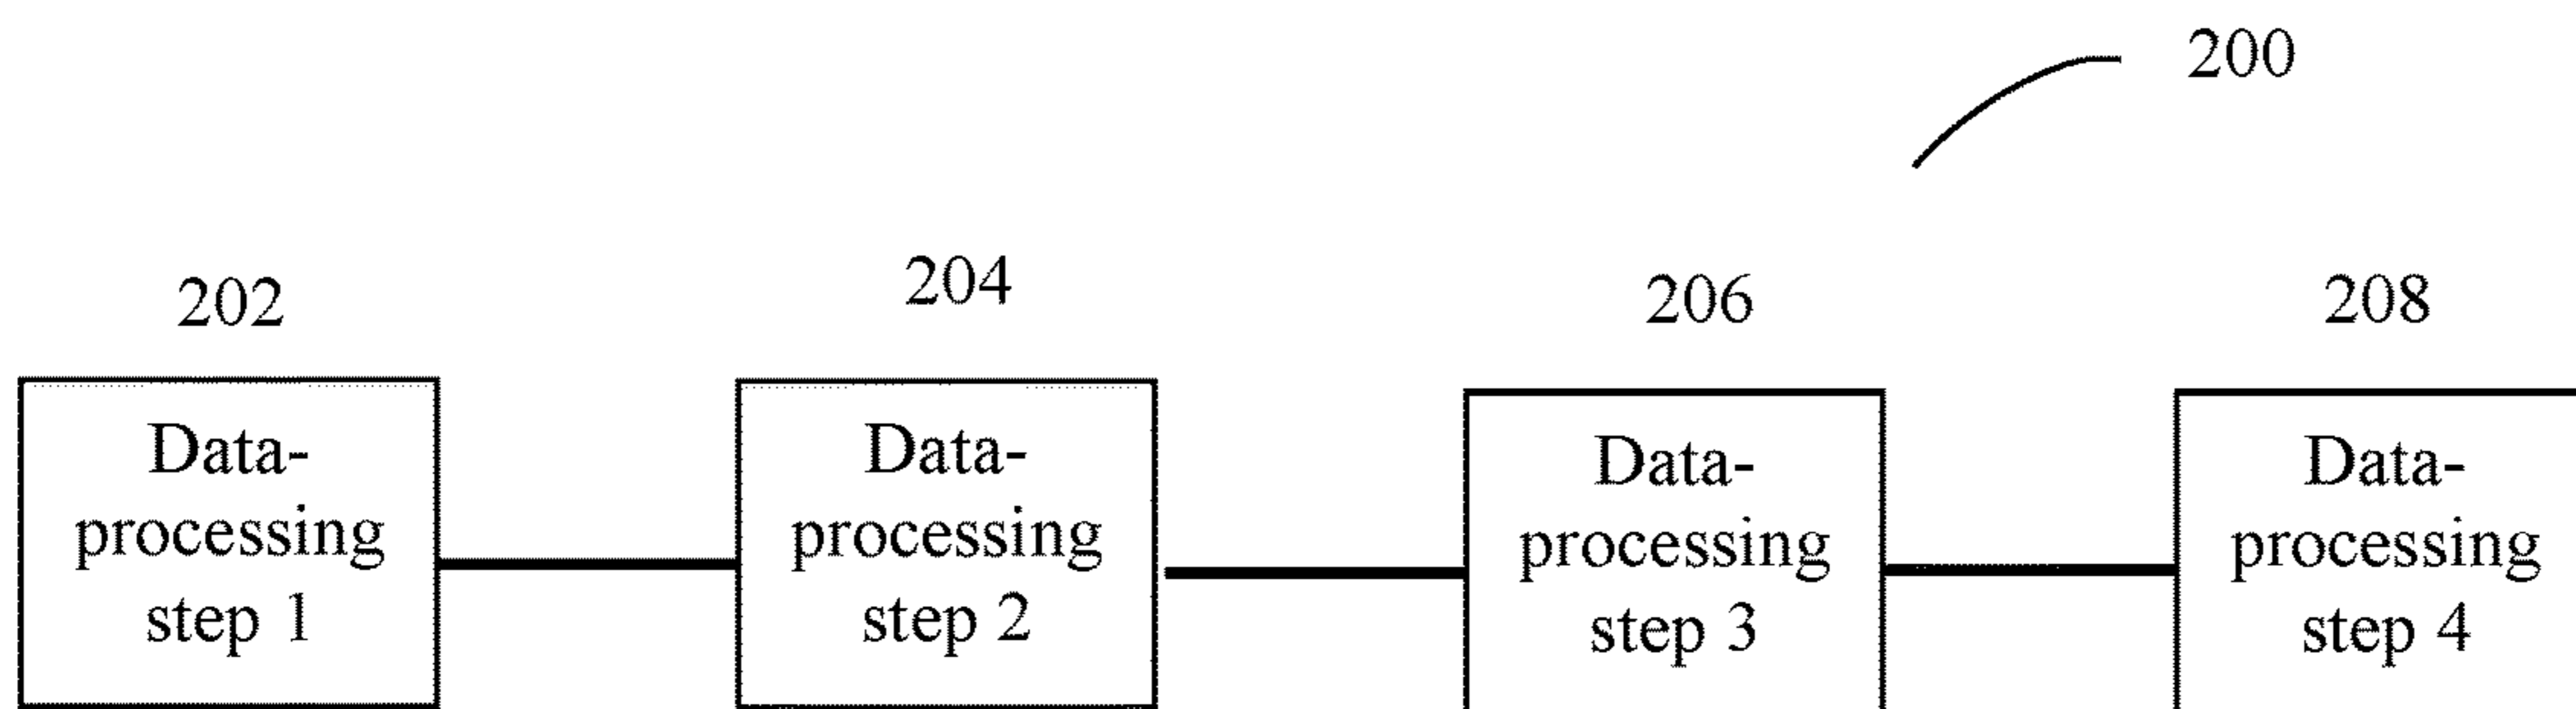 200
202
204
206
208
Data-
processing
step 1
Data-
processing
step 2
Data-
processing
step 3
Data-
processing
step 4